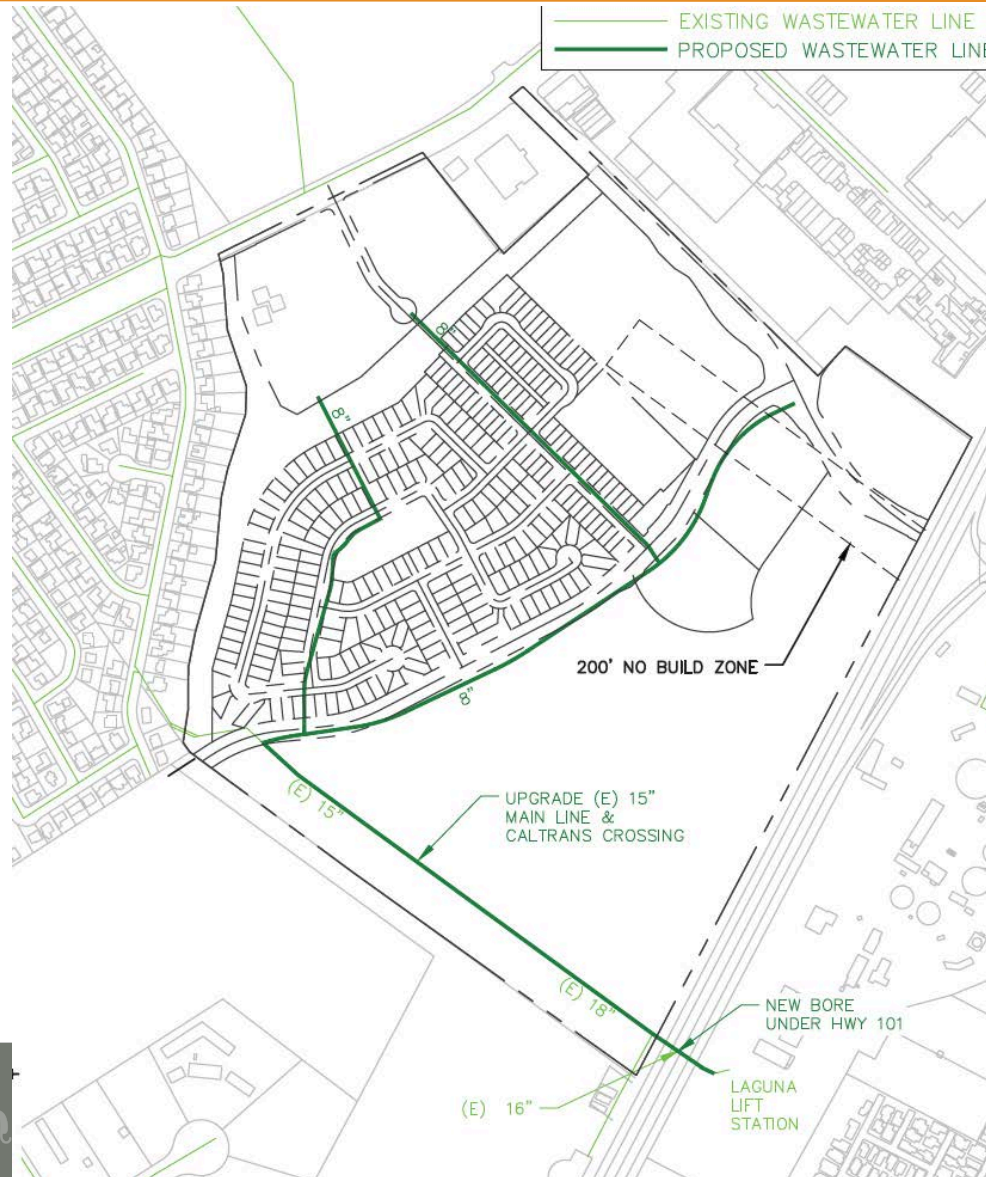 EXISTING WASTEWATER LINE
PROPOSED WASTEWATER LINE
8"
8"
200' NO BUILD ZONE
8"
(E) 15"
UPGRADE (E) 15"
MAIN LINE &
CALTRANS CROSSING
(E) 18"
NEW BORE
UNDER HWY 101
(E) 16"
LAGUNA
LIFT
STATION